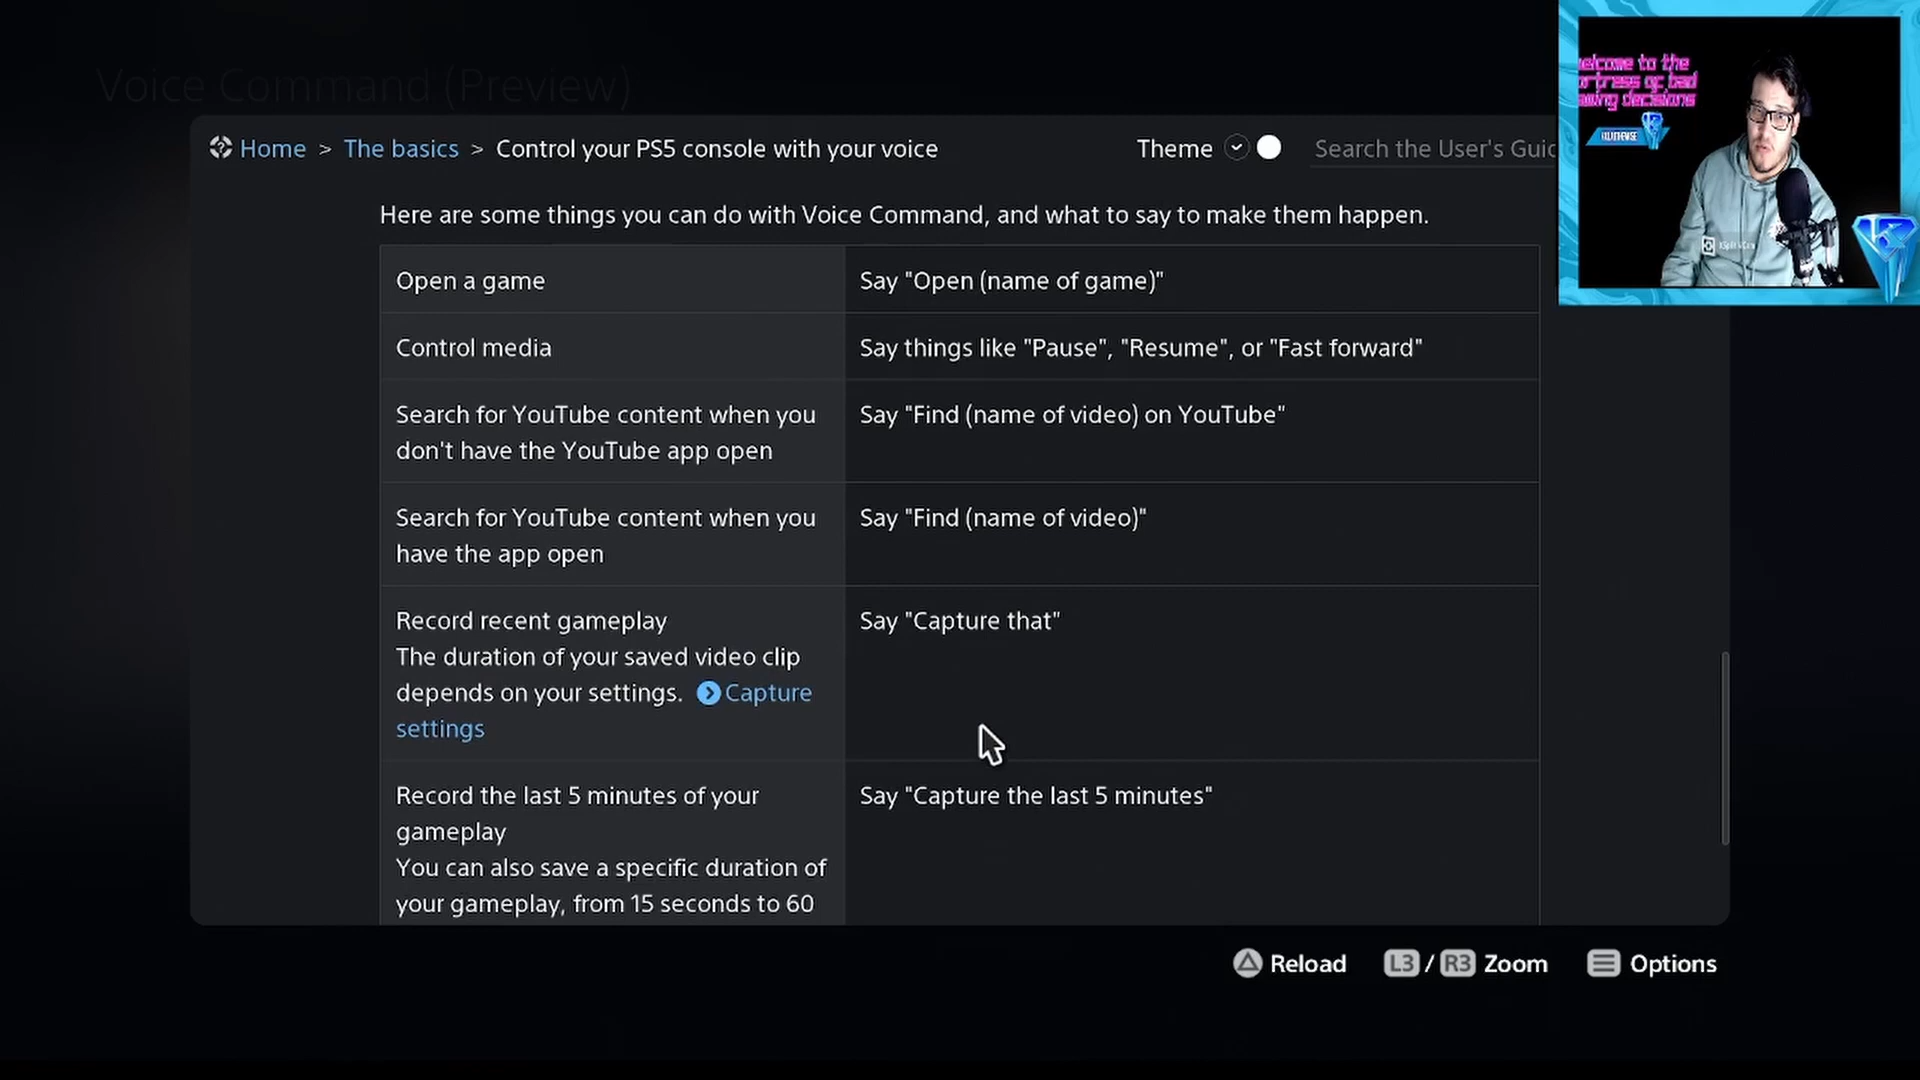 Voice Command (Preview)
Home > The basics > Control your PS5 console with your voice
Theme
Search the User's Guid
Here are some things you can do with Voice Command, and what to say to make them happen.
Open a game
Say "Open (name of game)"
Control media
Say things like "Pause", "Resume", or "Fast forward"
Search for YouTube content when you
don't have the YouTube app open
Say "Find (name of video) on YouTube"
Search for YouTube content when you
have the app open
Say "Find (name of video)"
Record recent gameplay
The duration of your saved video clip
depends on your settings. Capture
settings
Say "Capture that"
Record the last 5 minutes of your
gameplay
You can also save a specific duration of
your gameplay, from 15 seconds to 60
Say "Capture the last 5 minutes"
Reload
L3 / R3 Zoom
Options
elcome to the
rtress of bad
decisions